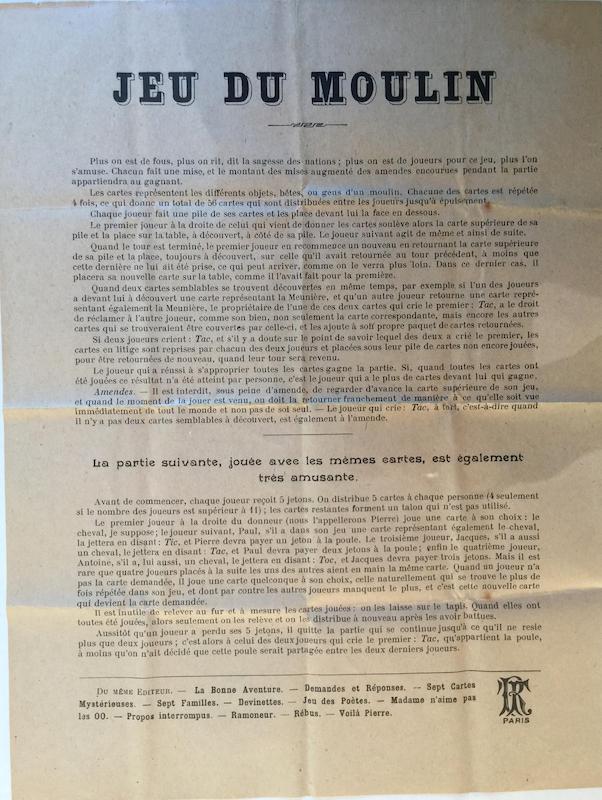 JEU DU MOULIN
Plus on est de fous, plus on rit, dit la sagesse des nations ; plus on est de joueurs pour ce jeu, plus l'on
s'amuse. Chacun fait une mise, et le montant des mises augmenté des amendes encourues pendant la partie
appartiendra au gagnant.
Les cartes représentent les différents objets, bêtes, ou gens d'un moulin. Chacune des cartes est répétée
4 fois, ce qui donne un total de 56 cartes qui sont distribuées entre les joueurs jusqu'à épuisement.
Chaque joueur fait une pile de ses cartes et les place devant lui la face en dessous.
Le premier joueur à la droite de celui qui vient de donner les cartes soulève alors la carte supérieure de sa
pile et la place sur la table, à découvert, à côté de sa pile. Le joueur suivant agit de même et ainsi de suite.
Quand le tour est terminé, le premier joueur en recommence un nouveau en retournant la carte supérieure
de sa pile et la place, toujours à découvert, sur celle qu'il avait retournée au tour précédent, à moins que
cette dernière ne lui ait été prise, ce qui peut arriver, comme on le verra plus loin. Dans ce dernier cas, il
placera sa nouvelle carte sur la table, comme il l'avait fait pour la première.
Quand deux cartes semblables se trouvent découvertes en même temps, par exemple si l'un des joueurs
a devant lui à découvert une carte représentant la Meunière, et qu'un autre joueur retourne une carte repré-
sentant également la Meunière, le propriétaire de l'une de ces deux cartes qui crie le premier : Tac, a le droit
de réclamer à l'autre joueur, comme son bien, non seulement la carte correspondante, mais encore les autres
cartes qui se trouveraient être couvertes par celle-ci, et les ajoute à son propre paquet de cartes retournées.
Si deux joueurs crient : Tac, et s'il y a doute sur le point de savoir lequel des deux a crié le premier, les
cartes en litige sont reprises par chacun des deux joueurs et placées sous leur pile de cartes non encore jouées,
pour être retournées de nouveau, quand leur tour sera revenu.
Le joueur qui a réussi à s'approprier toutes les cartes gagne la partie. Si, quand toutes les cartes ont
été jouées ce résultat n'a été atteint par personne, c'est le joueur qui a le plus de cartes devant lui qui gagne.
Amendes. — Il est interdit, sous peine d'amende, de regarder d'avance la carte supérieure de son jeu,
et quand le moment de la jouer est venu, on doit la retourner franchement de manière à ce qu'elle soit vue
immédiatement de tout le monde et non pas de soi seul. — Le joueur qui crie : Tac, à tort, c'est-à-dire quand
il n'y a pas deux cartes semblables à découvert, est également à l'amende.
La partie suivante, jouée avec les mêmes cartes, est également
très amusante.
Avant de commencer, chaque joueur reçoit 5 jetons. On distribue 5 cartes à chaque personne (4 seulement
si le nombre des joueurs est supérieur à 11) ; les cartes restantes forment un talon qui n'est pas utilisé.
Le premier joueur à la droite du donneur (nous l'appellerons Pierre) joue une carte à son choix : le
cheval, je suppose ; le joueur suivant, Paul, s'il a dans son jeu une carte représentant également le cheval,
la jettera en disant : Tic, et Pierre devra payer un jeton à la poule. Le troisième joueur, Jacques, s'il a aussi
un cheval, le jettera en disant : Tac, et Paul devra payer deux jetons à la poule ; enfin le quatrième joueur,
Antoine, s'il a, lui aussi, un cheval, le jettera en disant : Toc, et Jacques devra payer trois jetons. Mais il est
rare que quatre joueurs placés à la suite les uns des autres aient en main la même carte. Quand un joueur n'a
pas la carte demandée, il joue une carte quelconque à son choix, celle naturellement qui se trouve le plus de
fois répétée dans son jeu, et dont par contre les autres joueurs manquent le plus, et c'est cette nouvelle carte
qui devient la carte demandée.
Il est inutile de relever au fur et à mesure les cartes jouées : on les laisse sur le tapis. Quand elles ont
toutes été jouées, alors seulement on les relève et on les distribue à nouveau après les avoir battues.
Aussitôt qu'un joueur a perdu ses 5 jetons, il quitte la partie qui se continue jusqu'à ce qu'il ne reste
plus que deux joueurs ; c'est alors à celui des deux joueurs qui crie le premier : Tac, qu'appartient la poule,
à moins qu'on n'ait décidé que cette poule serait partagée entre les deux derniers joueurs.
DU MÊME EDITEUR. — La Bonne Aventure. — Demandes et Réponses. — Sept Cartes
Mystérieuses. — Sept Familles. — Devinettes. — Jeu des Poètes. — Madame n'aime pas
les OO. — Propos interrompus. — Ramoneur. — Rébus. — Voilà Pierre.
PARIS